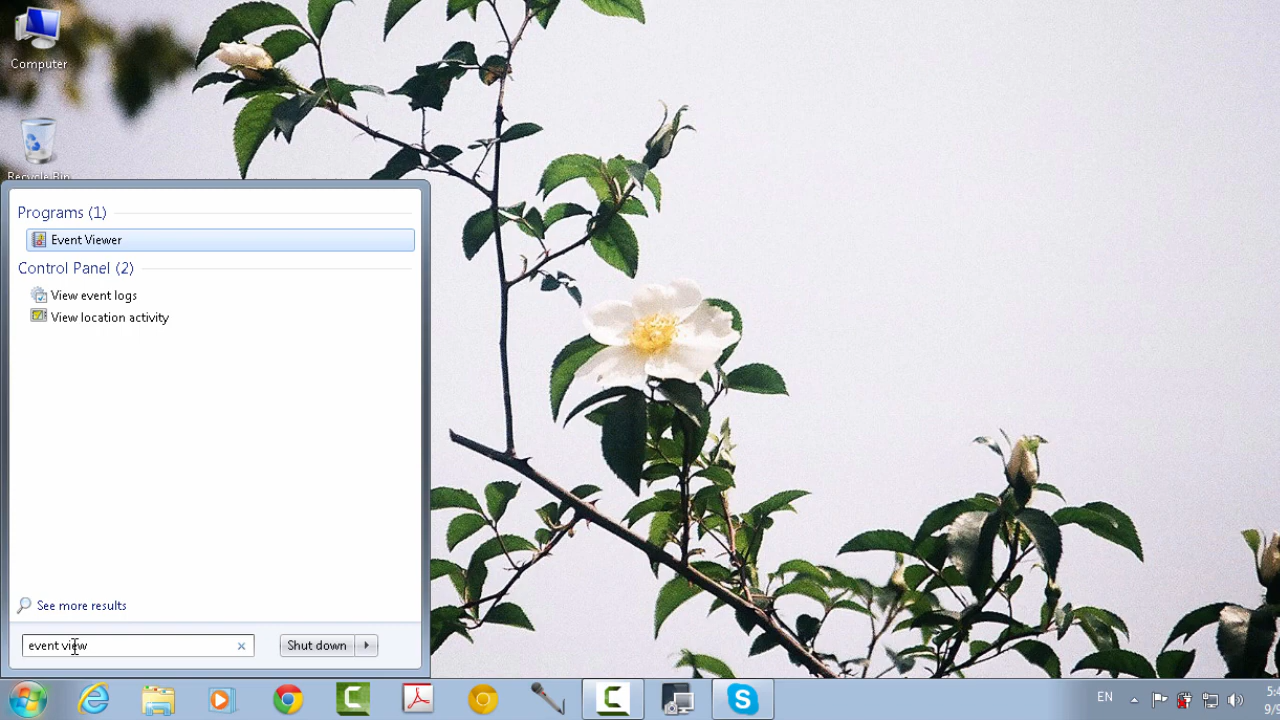 Computer
Recycle Bin
Programs (1)
Event Viewer
Control Panel (2)
View event logs
View location activity
See more results
event view
Shut down
EN